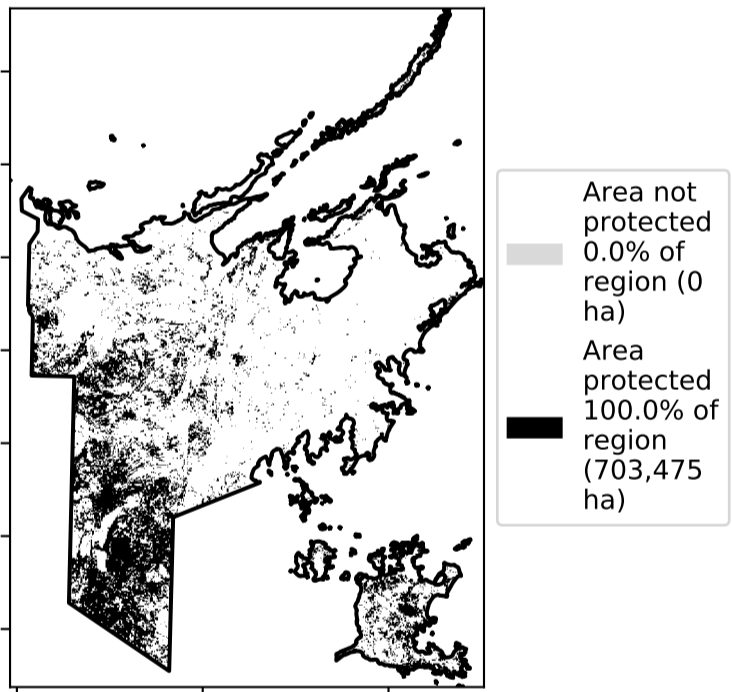 Area not
protected
0.0% of
region (0
ha)
Area
protected
100.0% of
region
(703,475
ha)